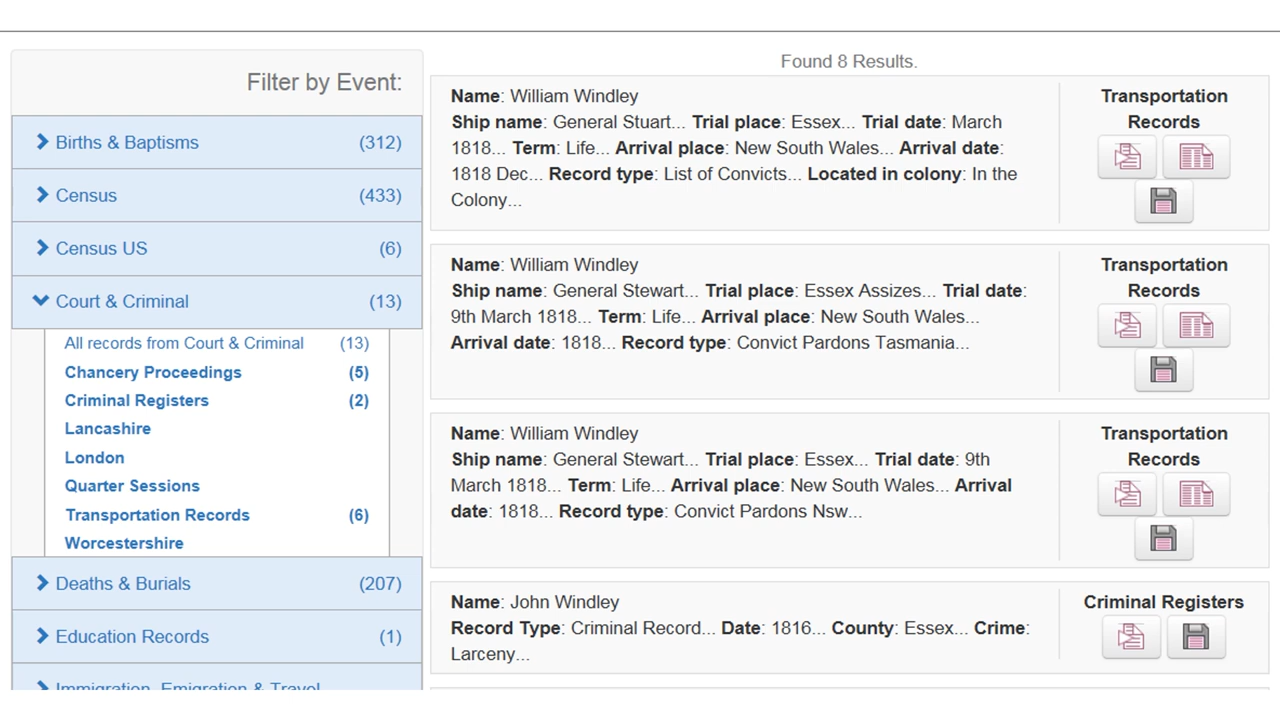 Filter by Event:
Births & Baptisms (312)
Census (433)
Census US (6)
Court & Criminal (13)
All records from Court & Criminal (13)
Chancery Proceedings (5)
Criminal Registers (2)
Lancashire
London
Quarter Sessions
Transportation Records (6)
Worcestershire
Deaths & Burials (207)
Education Records (1)
Immigration, Emigration & Travel
Found 8 Results.
Name: William Windley
Ship name: General Stuart... Trial place: Essex... Trial date: March
1818... Term: Life... Arrival place: New South Wales... Arrival date:
1818 Dec... Record type: List of Convicts... Located in colony: In the
Colony...
Transportation
Records
Name: William Windley
Ship name: General Stewart... Trial place: Essex Assizes... Trial date:
9th March 1818... Term: Life... Arrival place: New South Wales...
Arrival date: 1818... Record type: Convict Pardons Tasmania...
Transportation
Records
Name: William Windley
Ship name: General Stewart... Trial place: Essex... Trial date: 9th
March 1818... Term: Life... Arrival place: New South Wales... Arrival
date: 1818... Record type: Convict Pardons Nsw...
Transportation
Records
Name: John Windley
Record Type: Criminal Record... Date: 1816... County: Essex... Crime:
Larceny...
Criminal Registers